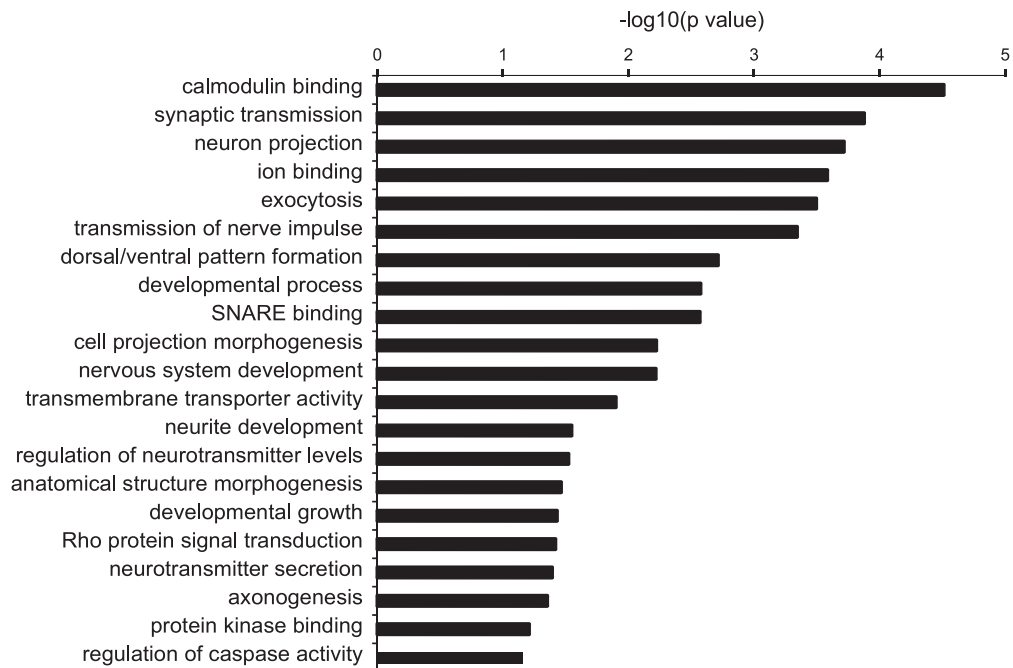 -log10(p value)
0 1 2 3 4 5
calmodulin binding
synaptic transmission
neuron projection
ion binding
exocytosis
transmission of nerve impulse
dorsal/ventral pattern formation
developmental process
SNARE binding
cell projection morphogenesis
nervous system development
transmembrane transporter activity
neurite development
regulation of neurotransmitter levels
anatomical structure morphogenesis
developmental growth
Rho protein signal transduction
neurotransmitter secretion
axonogenesis
protein kinase binding
regulation of caspase activity